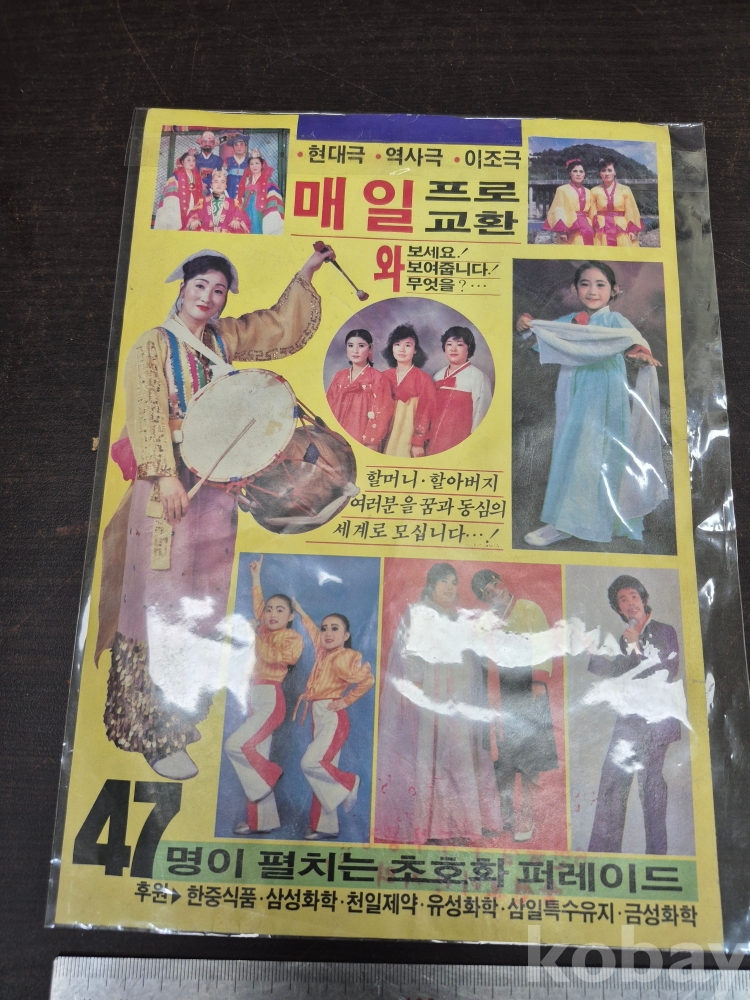 ·현대극 ·역사극 ·이조극
매일 프로
교환
와 보세요!
보여줍니다!
무엇을?···
할머니·할아버지
여러분을 꿈과 동심의
세계로 모십니다···!
47명이 펼치는 초호화 퍼레이드
후원▶한중식품·삼성화학·천일제약·유성화학·삼일특수유지·금성화학
kobay